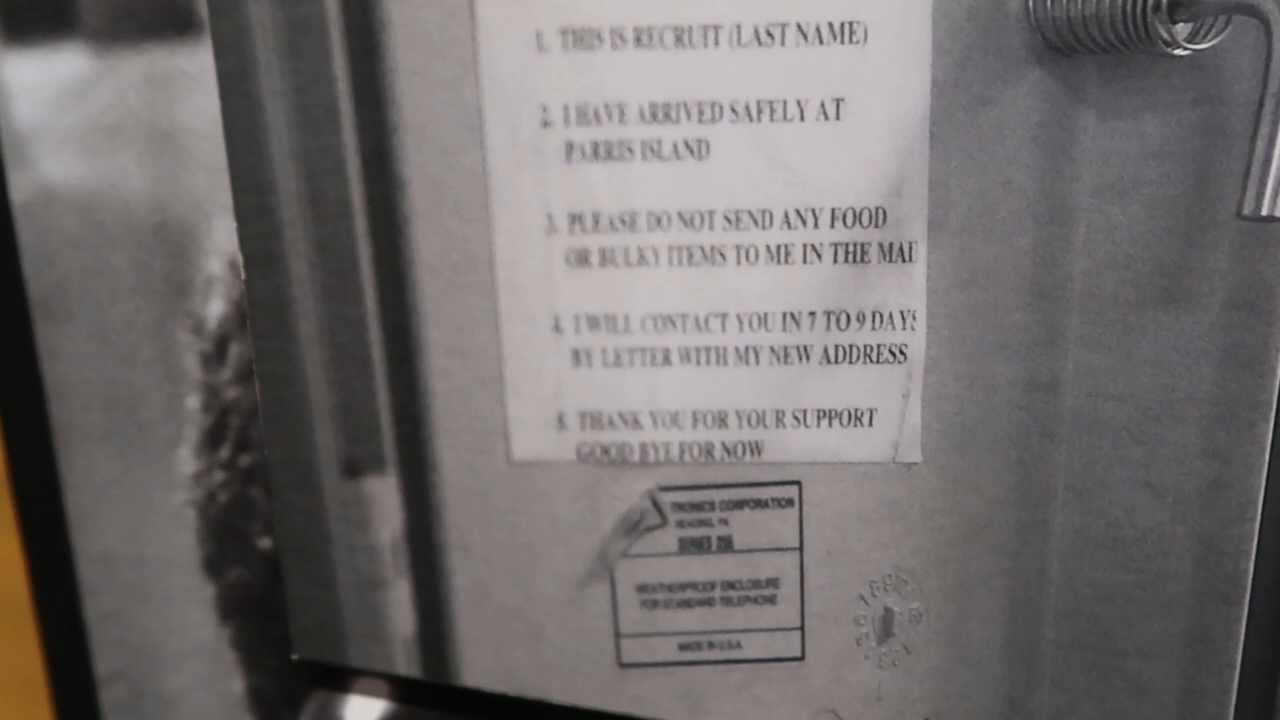 1. THIS IS RECRUIT (LAST NAME)
2. I HAVE ARRIVED SAFELY AT
PARRIS ISLAND
3. PLEASE DO NOT SEND ANY FOOD
OR BULKY ITEMS TO ME IN THE MAI
4. I WILL CONTACT YOU IN 7 TO 9 DAYS
BY LETTER WITH MY NEW ADDRESS
5. THANK YOU FOR YOUR SUPPORT
GOOD BYE FOR NOW
TRONICS CORPORATION
READING, PA
SERIES 255
WEATHERPROOF ENCLOSURE
FOR STANDARD TELEPHONE
MADE IN U.S.A